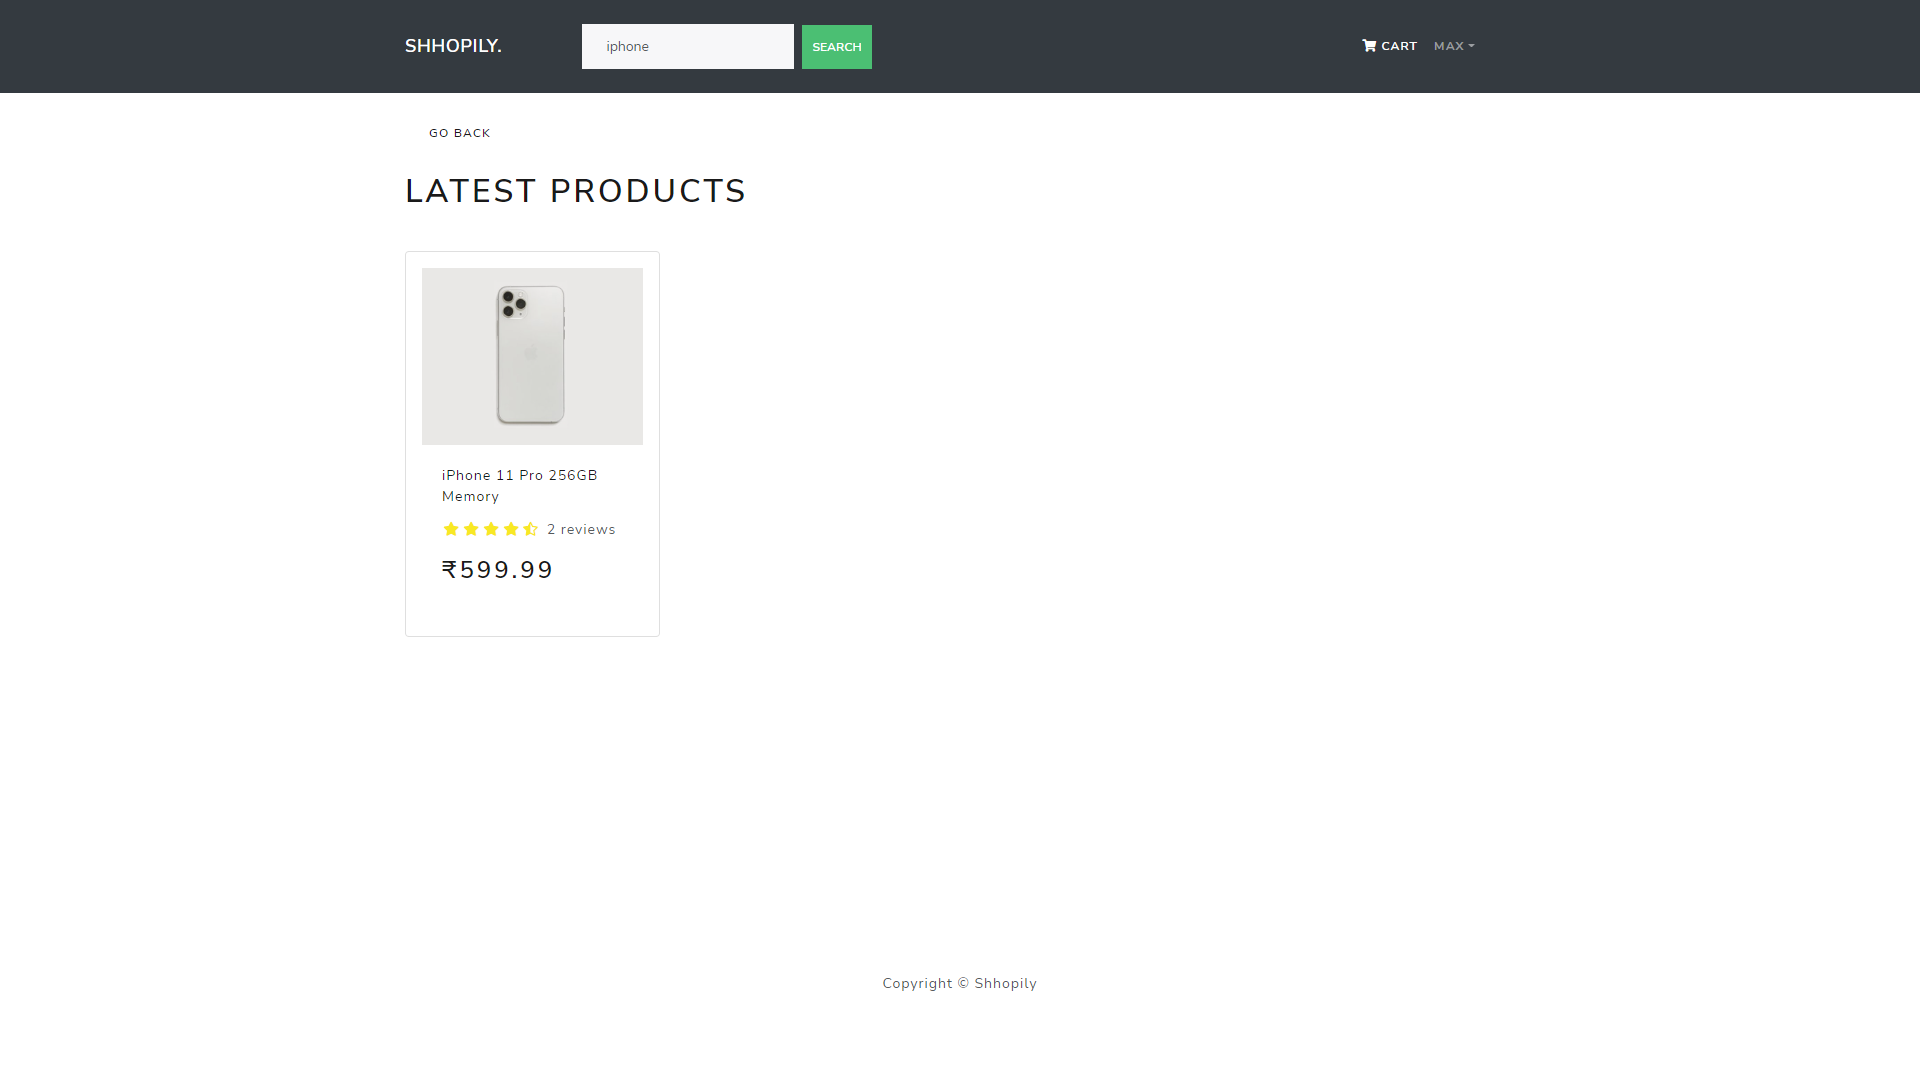 SHHOPILY.
iphone
SEARCH
CART
MAX
GO BACK
LATEST PRODUCTS
iPhone 11 Pro 256GB
Memory
2 reviews
₹599.99
Copyright © Shhopily